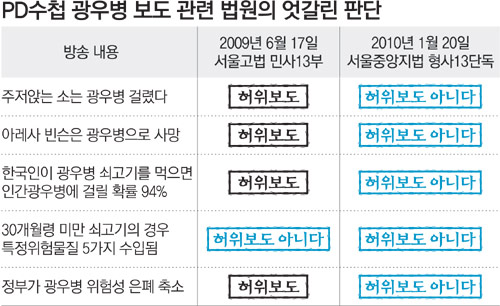 PD수첩 광우병 보도 관련 법원의 엇갈린 판단
방송 내용
2009년 6월 17일
서울고법 민사13부
2010년 1월 20일
서울중앙지법 형사13단독
주저앉는 소는 광우병 걸렸다
허위보도
허위보도 아니다
아레사 빈슨은 광우병으로 사망
허위보도
허위보도 아니다
한국인이 광우병 쇠고기를 먹으면
인간광우병에 걸릴 확률 94%
허위보도
허위보도 아니다
30개월령 미만 쇠고기의 경우
특정위험물질 5가지 수입됨
허위보도 아니다
허위보도 아니다
정부가 광우병 위험성 은폐 축소
허위보도
허위보도 아니다